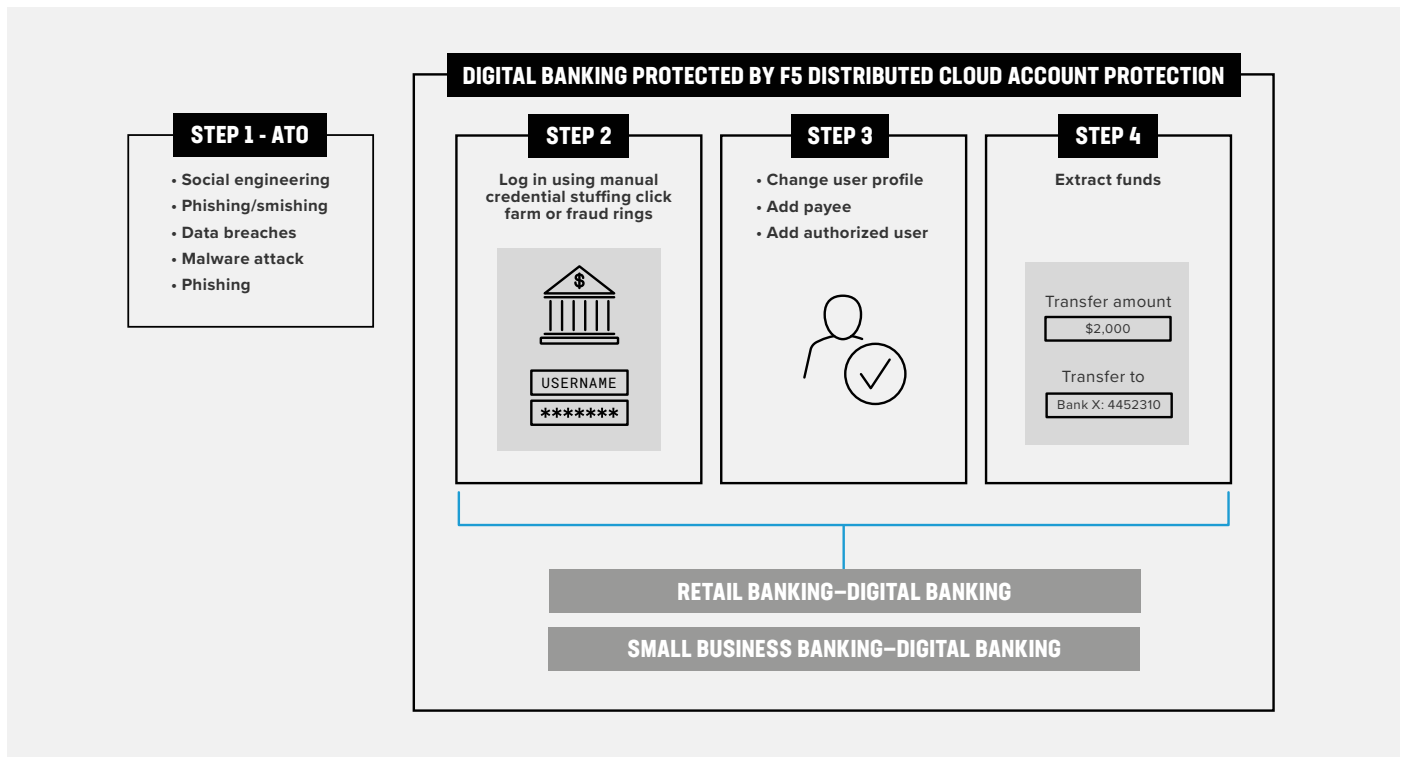 DIGITAL BANKING PROTECTED BY F5 DISTRIBUTED CLOUD ACCOUNT PROTECTION
STEP 1 - ATO
• Social engineering
• Phishing/smishing
• Data breaches
• Malware attack
• Phishing
STEP 2
Log in using manual
credential stuffing click
farm or fraud rings
$
USERNAME
*******
STEP 3
• Change user profile
• Add payee
• Add authorized user
STEP 4
Extract funds
Transfer amount
$2,000
Transfer to
Bank X: 4452310
RETAIL BANKING–DIGITAL BANKING
SMALL BUSINESS BANKING–DIGITAL BANKING